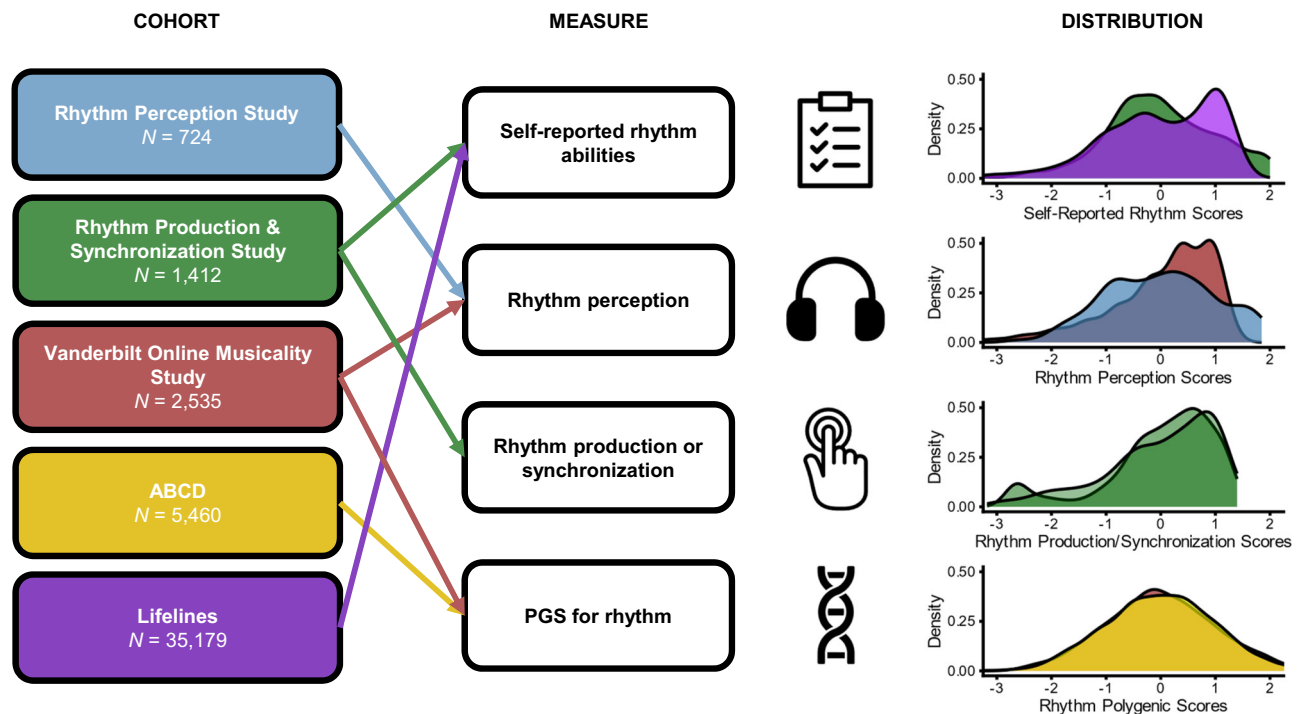 COHORT
MEASURE
DISTRIBUTION
Rhythm Perception Study
N = 724
Rhythm Production &
Synchronization Study
N = 1,412
Vanderbilt Online Musicality
Study
N = 2,535
ABCD
N = 5,460
Lifelines
N = 35,179
Self-reported rhythm
abilities
Rhythm perception
Rhythm production or
synchronization
PGS for rhythm
Density
0.50
0.25
0.00
-3 -2 -1 0 1 2
Self-Reported Rhythm Scores
Density
0.50
0.25
0.00
-3 -2 -1 0 1 2
Rhythm Perception Scores
Density
0.50
0.25
0.00
-3 -2 -1 0 1 2
Rhythm Production/Synchronization Scores
Density
0.50
0.25
0.00
-3 -2 -1 0 1 2
Rhythm Polygenic Scores